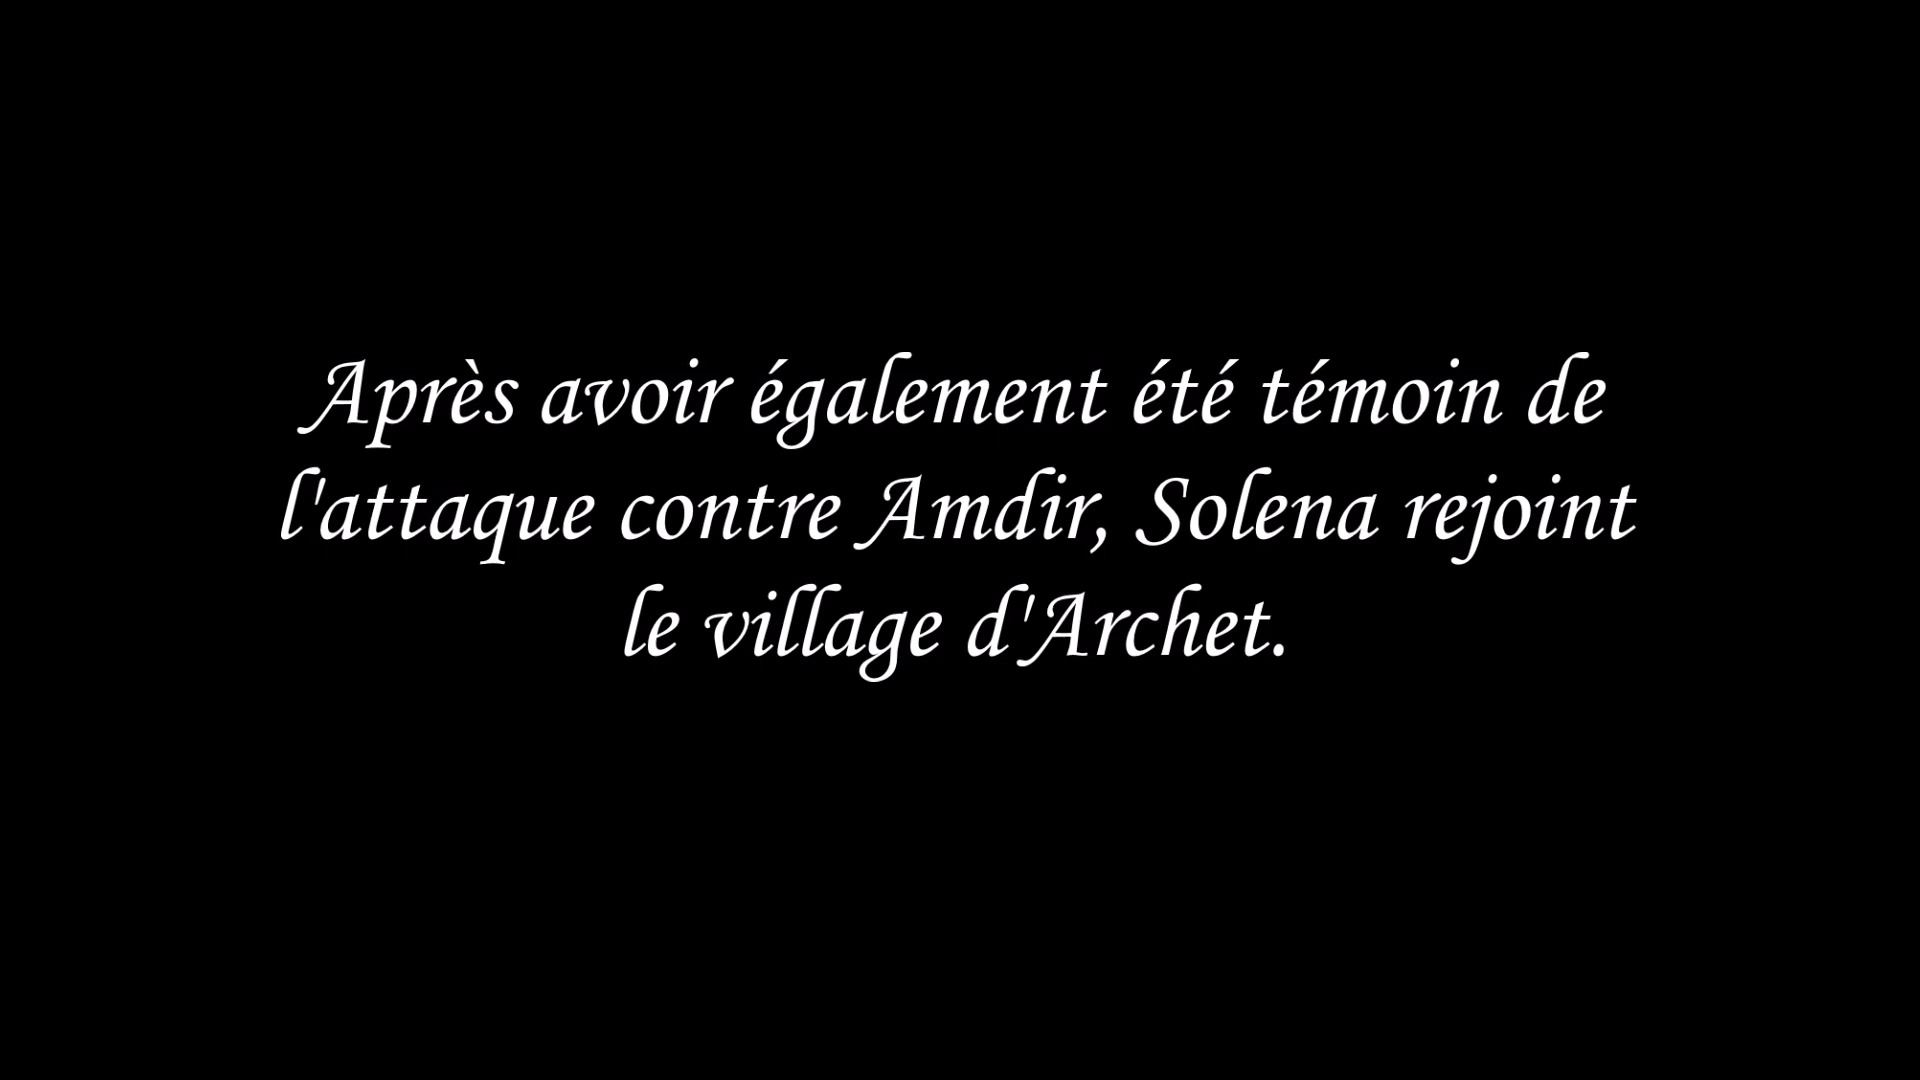 Après avoir également été témoin de
l'attaque contre Amdir, Solena rejoint
le village d'Archet.